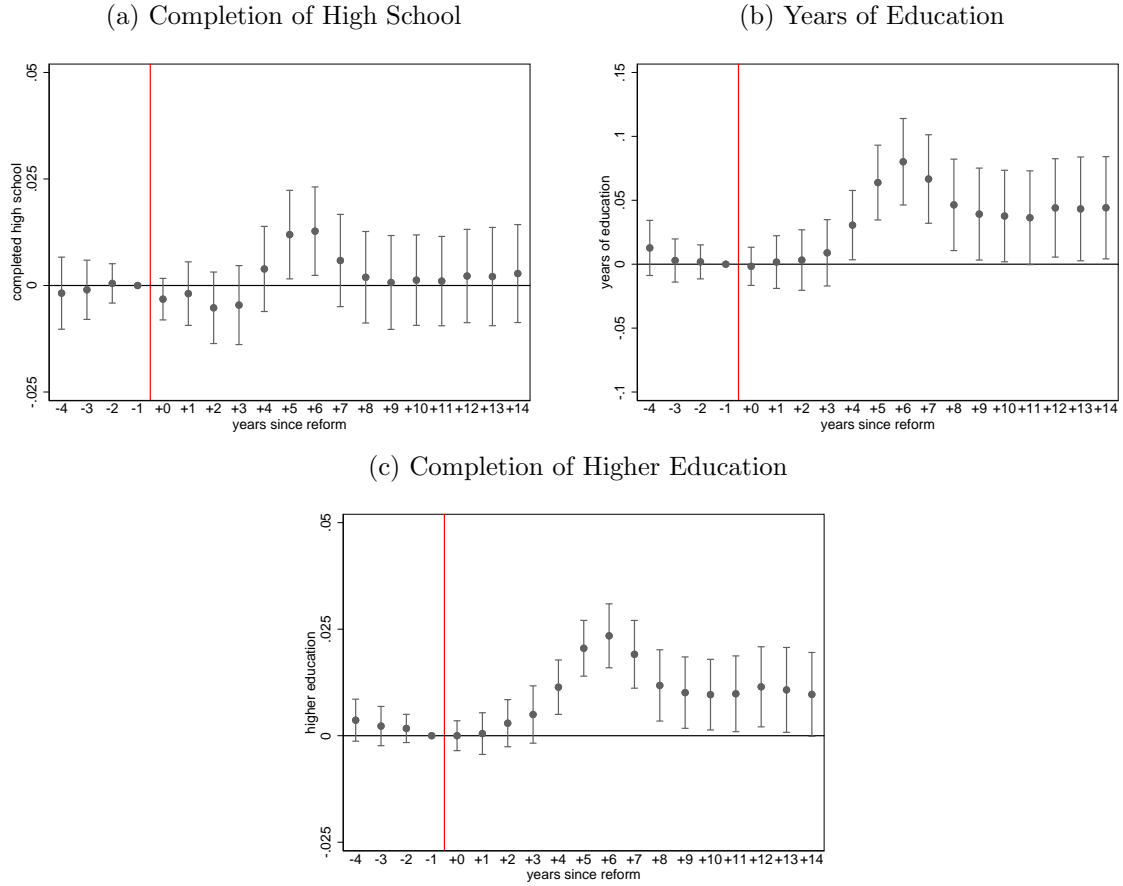 (a) Completion of High School
.05
.025
0
-.025
completed high school
-4 -3 -2 -1 +0 +1 +2 +3 +4 +5 +6 +7 +8 +9 +10 +11 +12 +13 +14
years since reform
(b) Years of Education
.15
.1
.05
0
-.05
-.1
years of education
-4 -3 -2 -1 +0 +1 +2 +3 +4 +5 +6 +7 +8 +9 +10 +11 +12 +13 +14
years since reform
(c) Completion of Higher Education
.05
.025
0
-.025
higher education
-4 -3 -2 -1 +0 +1 +2 +3 +4 +5 +6 +7 +8 +9 +10 +11 +12 +13 +14
years since reform